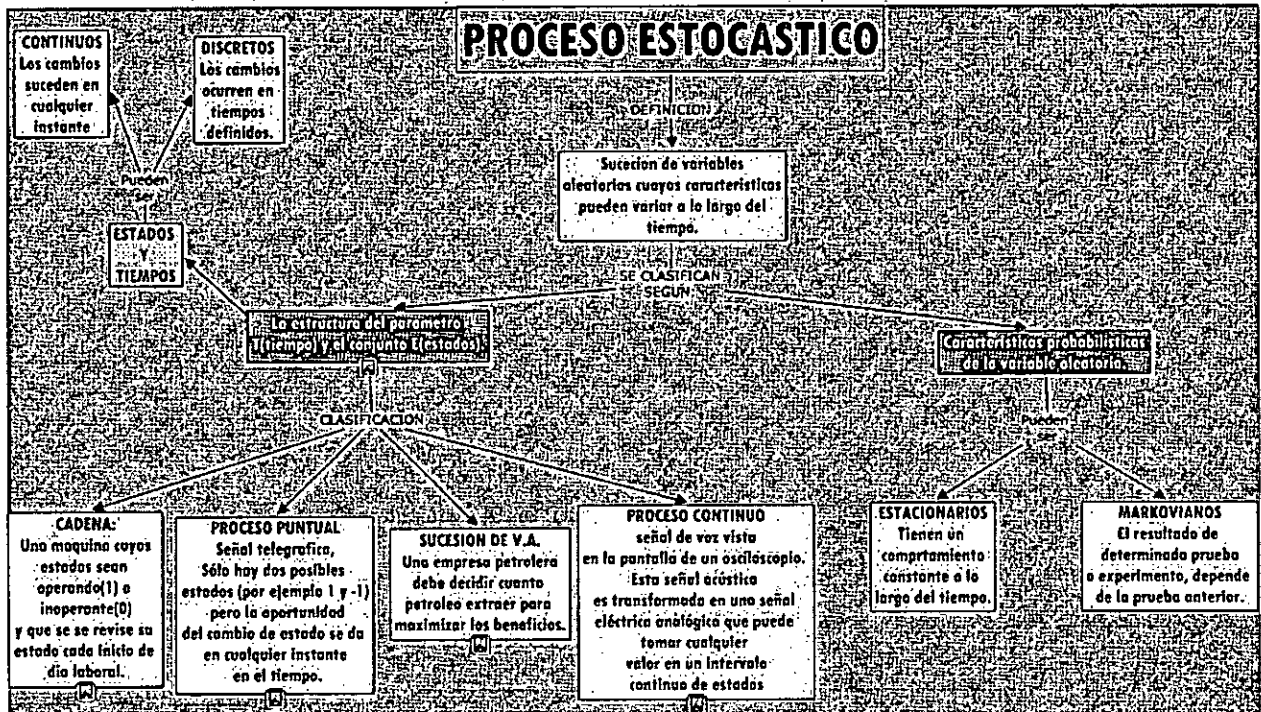 PROCESO ESTOCASTICO
CONTINUOS
Los cambios
suceden en
cualquier
instante
DISCRETOS
Los cambios
ocurren en
tiempos
definidos.
DEFINICION
Sucecion de variables
aleatorias cuayas caracteristicas
pueden variar a lo largo del
tiempo.
Pueden
ser
ESTADOS
Y
TIEMPOS
SE CLASIFICAN
SEGUN:
La estructura del parametro
T(tiempo) y el conjunto E(estados)
Caracteristicas probabilisticas
de la variable aleatoria.
CLASIFICACION
Pueden
ser
CADENA:
Una maquina cuyos
estados sean
operando(1) o
inoperante(0)
y que se se revise su
estado cada inicio de
dia laboral.
PROCESO PUNTUAL
Señal telegrafica,
Sólo hay dos posibles
estados (por ejemplo 1 y -1)
pero la oportunidad
del cambio de estado se da
en cualquier instante
en el tiempo.
SUCESION DE V.A.
Una empresa petrolera
debe decidir cuanto
petroleo extraer para
maximizar los beneficios.
PROCESO CONTINUO
señal de voz vista
en la pantalla de un osciloscopio.
Esta señal acústica
es transformada en una señal
eléctrica analógica que puede
tomar cualquier
valor en un intervalo
continuo de estados
ESTACIONARIOS
Tienen un
comprtamiento
constante a lo
largo del tiempo.
MARKOVIANOS
El resultado de
determinada prueba
o experimento, depende
de la prueba anterior.